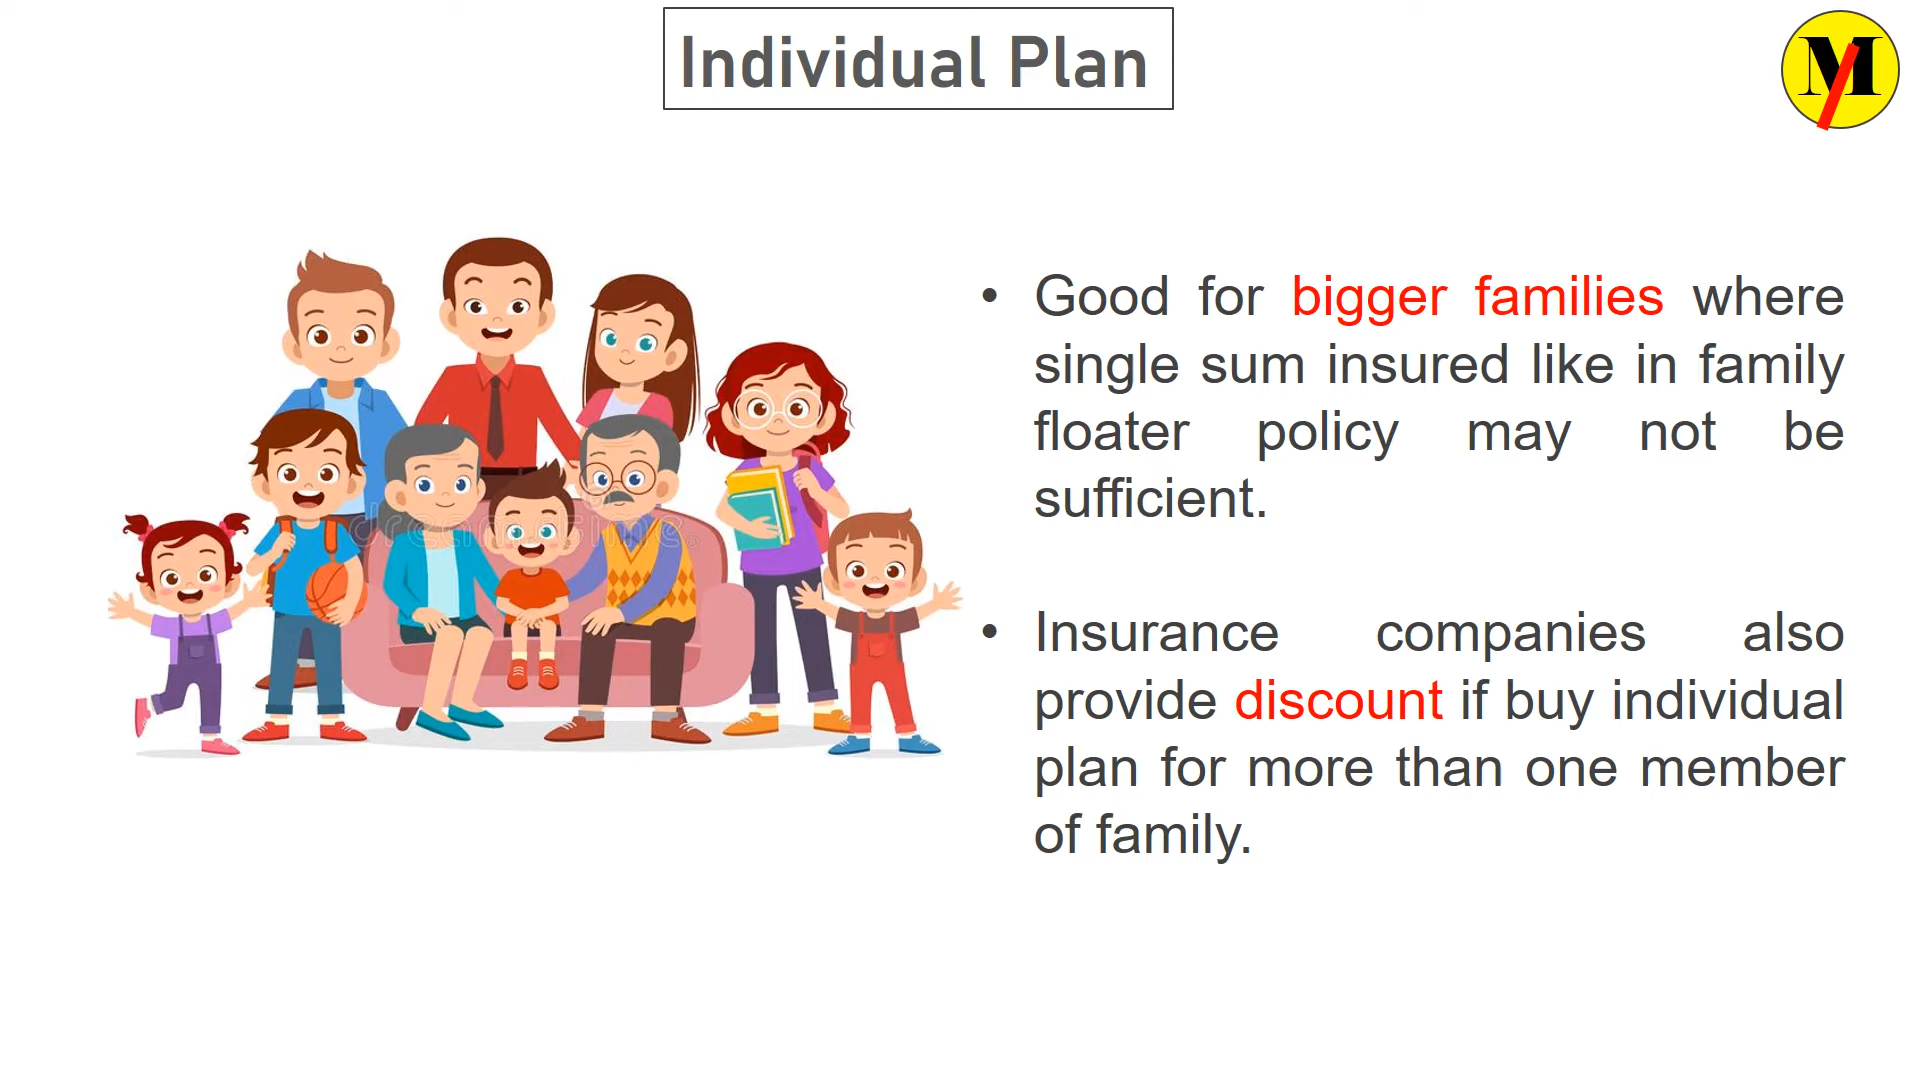 Individual Plan
M
• Good for bigger families where
single sum insured like in family
floater policy may not be
sufficient.
• Insurance companies also
provide discount if buy individual
plan for more than one member
of family.
dreamstime.